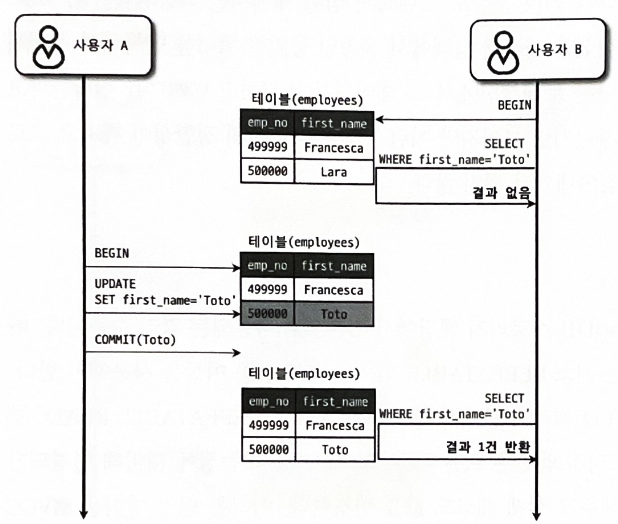 사용자 A
사용자 B
테이블(employees)
BEGIN
emp_no first_name
499999 Francesca
500000 Lara
SELECT
WHERE first_name='Toto'
결과 없음
테이블(employees)
BEGIN
emp_no first_name
499999 Francesca
500000 Toto
UPDATE
SET first_name='Toto'
COMMIT(Toto)
테이블(employees)
emp_no first_name
499999 Francesca
500000 Toto
SELECT
WHERE first_name='Toto'
결과 1건 반환